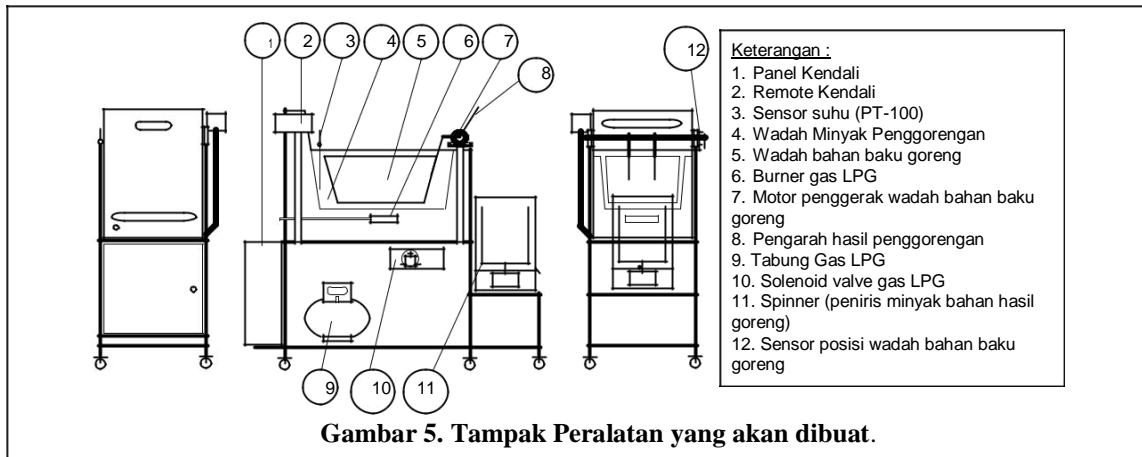 1 2 3 4 5 6 7
8
12
Keterangan :
1. Panel Kendali
2. Remote Kendali
3. Sensor suhu (PT-100)
4. Wadah Minyak Penggorengan
5. Wadah bahan baku goreng
6. Burner gas LPG
7. Motor penggerak wadah bahan baku
goreng
8. Pengarah hasil penggorengan
9. Tabung Gas LPG
10. Solenoid valve gas LPG
11. Spinner (peniris minyak bahan hasil
goreng)
12. Sensor posisi wadah bahan baku
goreng
9 10 11
Gambar 5. Tampak Peralatan yang akan dibuat.